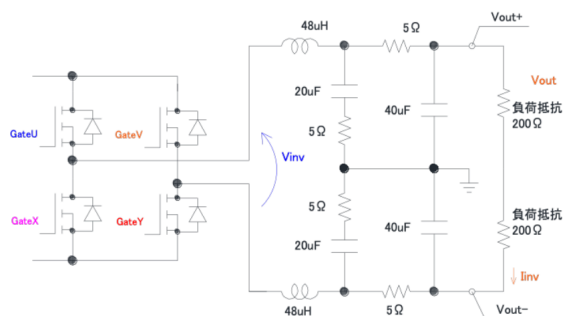 48uH
5Ω
Vout+
20uF
40uF
Vout
負荷抵抗
200Ω
GateU
GateV
5Ω
Vinv
GateX
GateY
5Ω
20uF
40uF
負荷抵抗
200Ω
Iinv
48uH
5Ω
Vout-